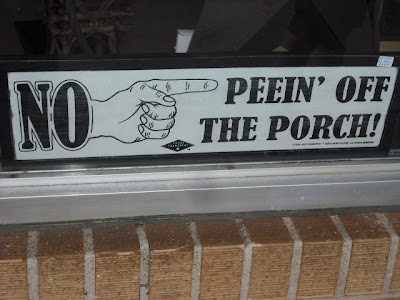 NO PEEIN' OFF
THE PORCH!